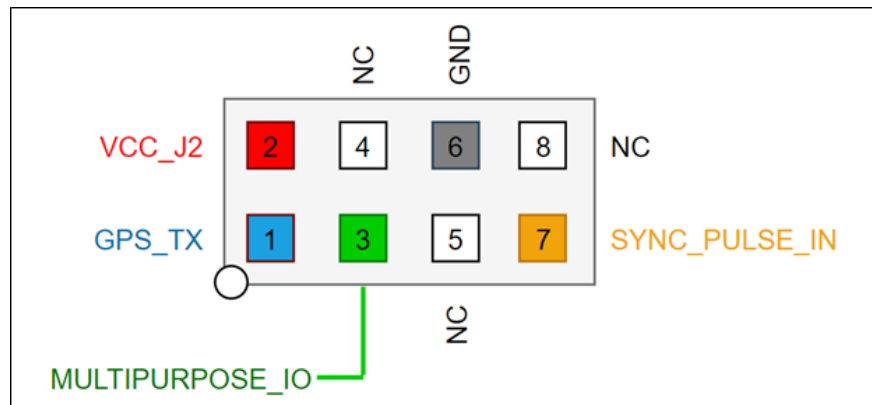 NC
GND
VCC_J2
2
4
6
8
NC
GPS_TX
1
3
5
7
SYNC_PULSE_IN
NC
MULTIPURPOSE_IO